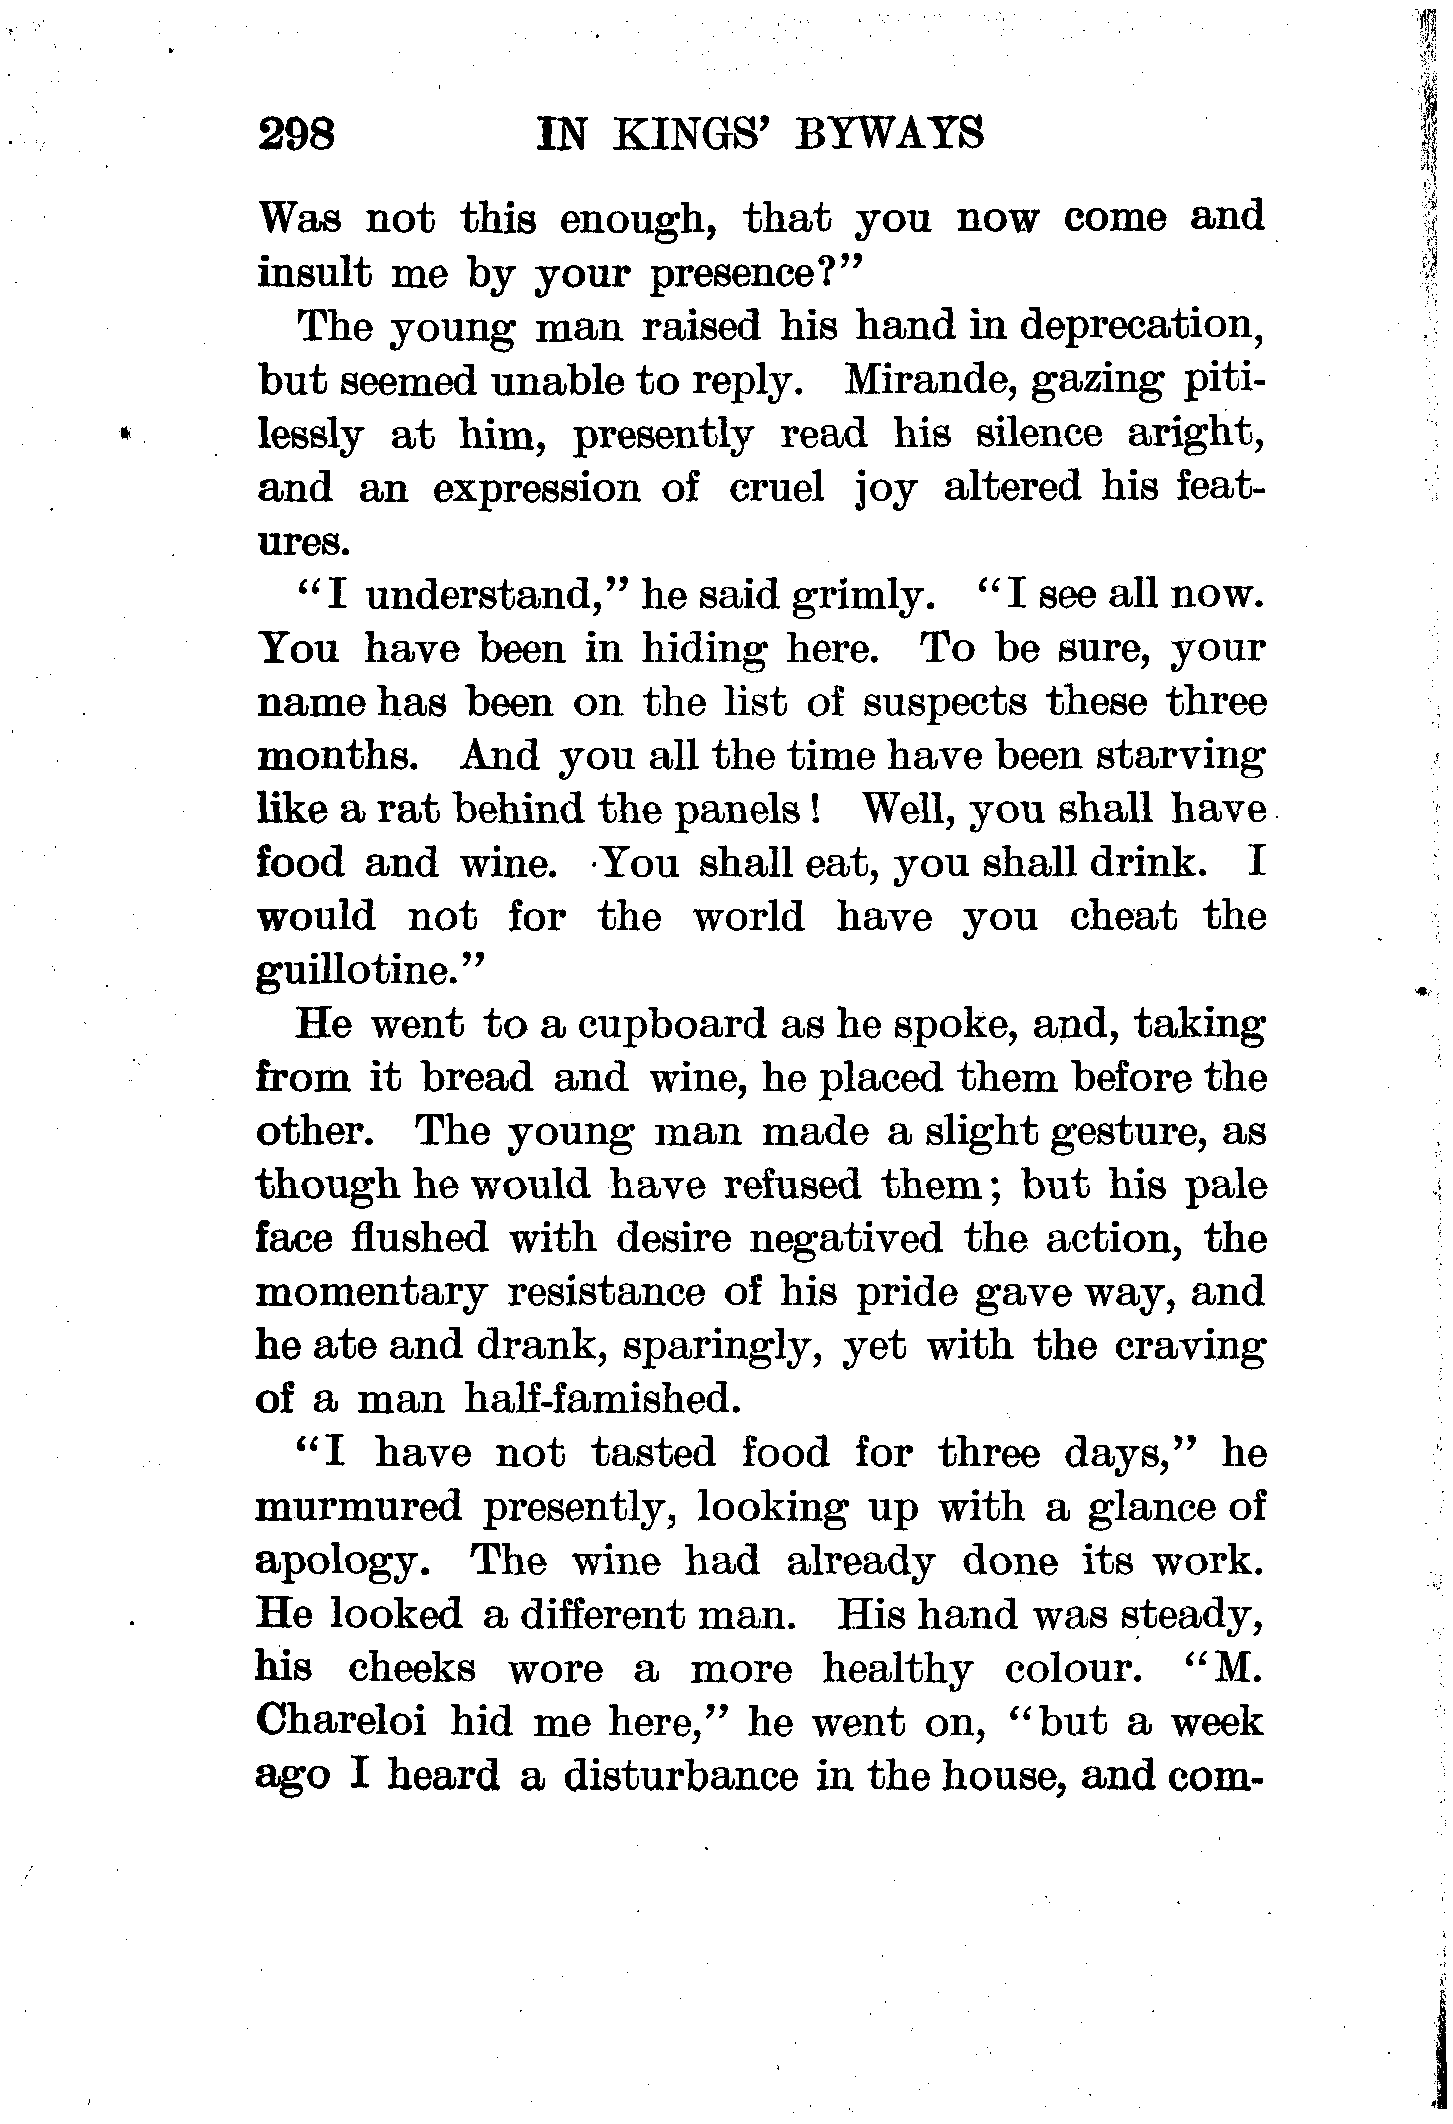 298 IN KINGS' BYWAYS
Was not this enough, that you now come and
insult me by your presence?"
The young man raised his hand in deprecation,
but seemed unable to reply. Mirande, gazing piti-
lessly at him, presently read his silence aright,
and an expression of cruel joy altered his feat-
ures.
"I understand," he said grimly. "I see all now.
You have been in hiding here. To be sure, your
name has been on the list of suspects these three
months. And you all the time have been starving
like a rat behind the panels! Well, you shall have
food and wine. You shall eat, you shall drink. I
would not for the world have you cheat the
guillotine."
He went to a cupboard as he spoke, and, taking
from it bread and wine, he placed them before the
other. The young man made a slight gesture, as
though he would have refused them; but his pale
face flushed with desire negatived the action, the
momentary resistance of his pride gave way, and
he ate and drank, sparingly, yet with the craving
of a man half-famished.
"I have not tasted food for three days," he
murmured presently, looking up with a glance of
apology. The wine had already done its work.
He looked a different man. His hand was steady,
his cheeks wore a more healthy colour. "M.
Chareloi hid me here," he went on, "but a week
ago I heard a disturbance in the house, and com-